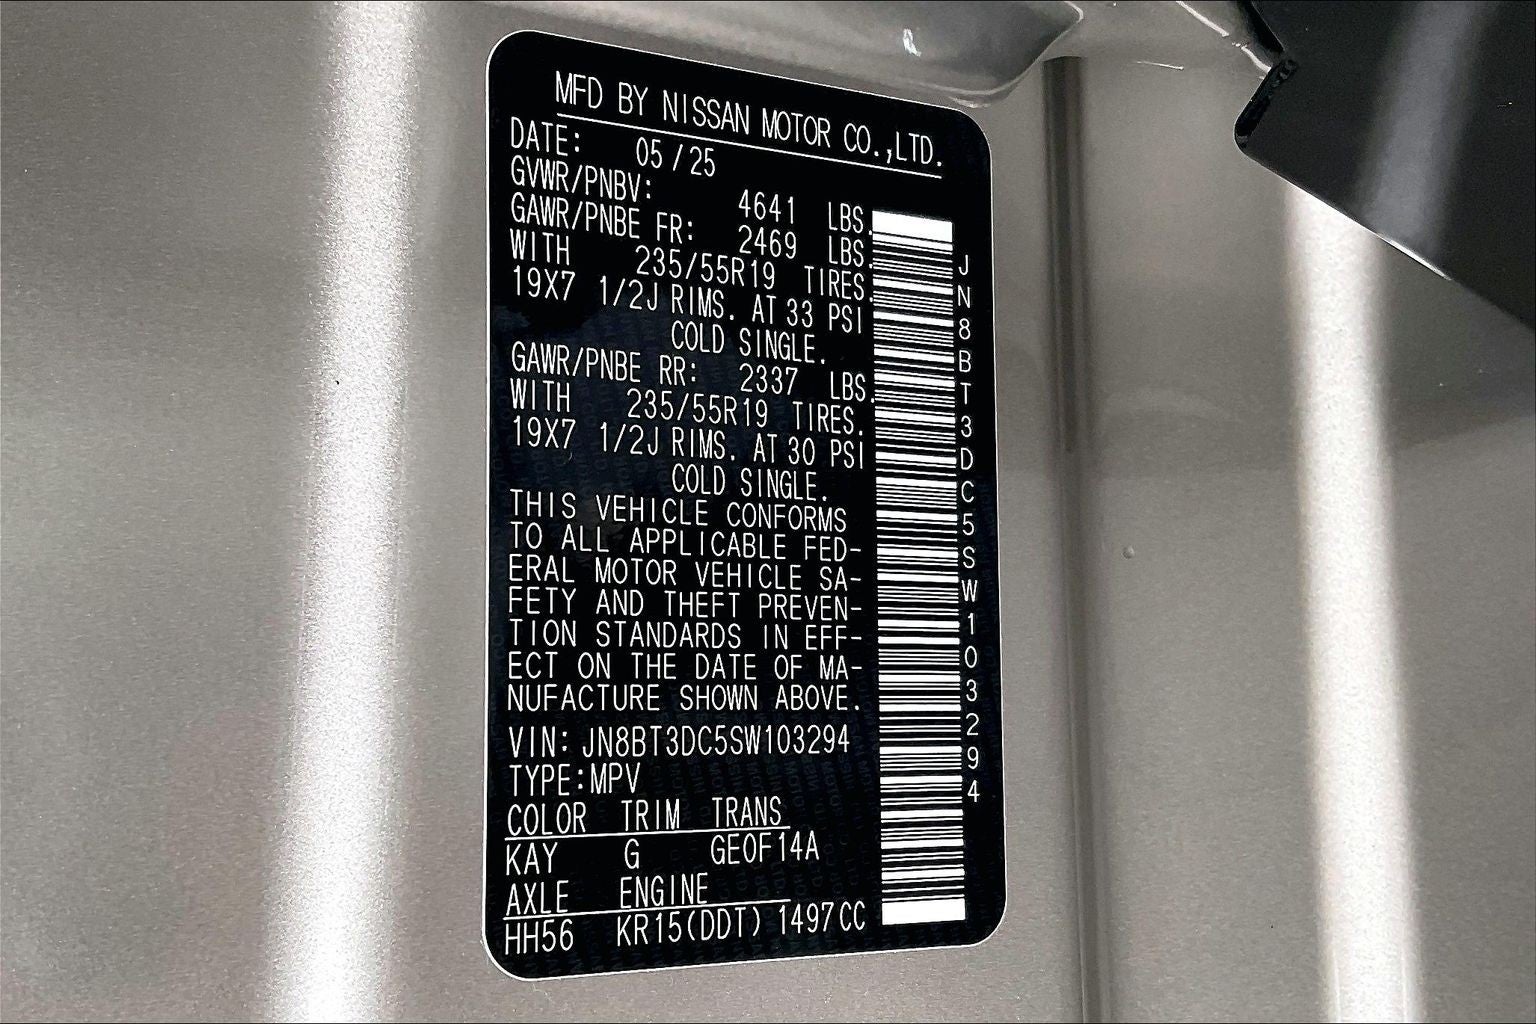 MFD BY NISSAN MOTOR CO.,LTD.
DATE: 05/25
GVWR/PNBV: 4641 LBS.
GAWR/PNBE FR: 2469 LBS.
WITH 235/55R19 TIRES.
19X7 1/2J RIMS. AT 33 PSI
COLD SINGLE.
GAWR/PNBE RR: 2337 LBS.
WITH 235/55R19 TIRES.
19X7 1/2J RIMS. AT 30 PSI
COLD SINGLE.
THIS VEHICLE CONFORMS
TO ALL APPLICABLE FED-
ERAL MOTOR VEHICLE SA-
FETY AND THEFT PREVEN-
TION STANDARDS IN EFF-
ECT ON THE DATE OF MA-
NUFACTURE SHOWN ABOVE.
VIN: JN8BT3DC5SW103294
TYPE:MPV
COLOR TRIM TRANS
KAY G GEOF14A
AXLE ENGINE
HH56 KR15(DDT) 1497CC
JN8BT3DC5SW103294